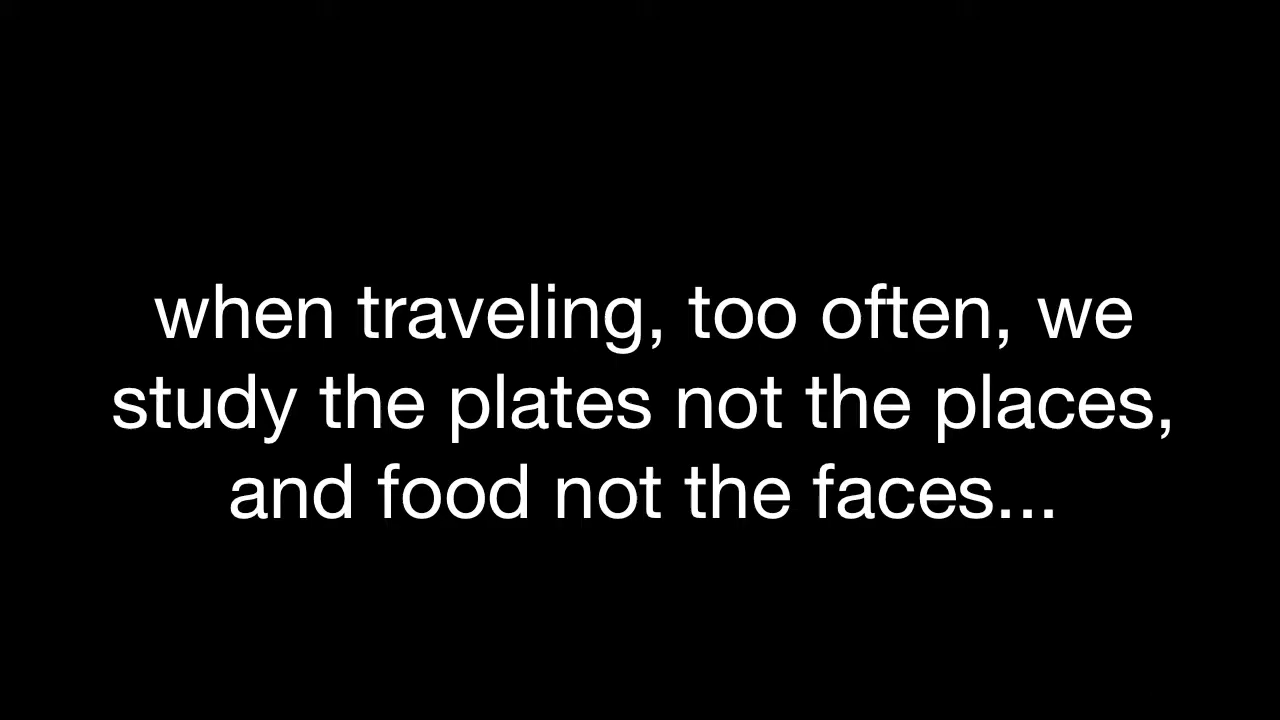 when traveling, too often, we
study the plates not the places,
and food not the faces...